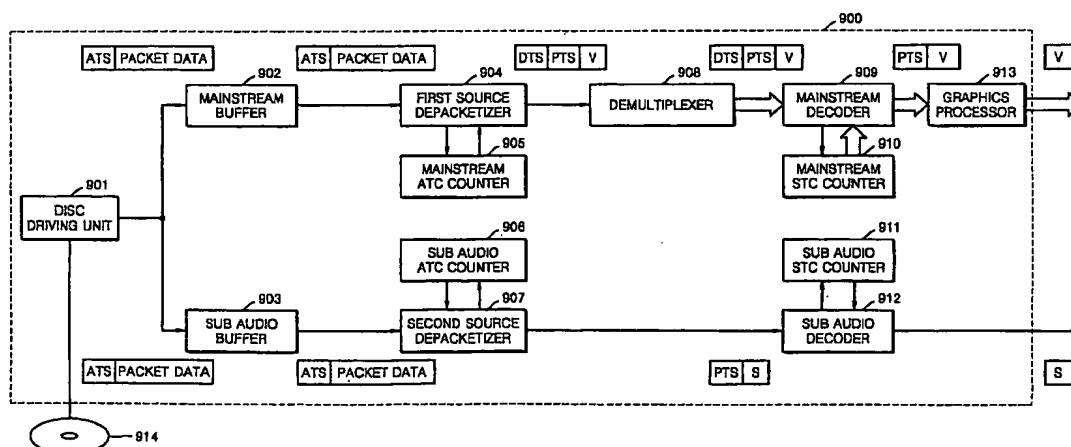 900
ATS PACKET DATA
ATS PACKET DATA
DTS PTS V
DTS PTS V
PTS V
V
902
MAINSTREAM
BUFFER
904
FIRST SOURCE
DEPACKETIZER
908
DEMULTIPLEXER
909
MAINSTREAM
DECODER
913
GRAPHICS
PROCESSOR
905
MAINSTREAM
ATC COUNTER
910
MAINSTREAM
STC COUNTER
901
DISC
DRIVING UNIT
906
SUB AUDIO
ATC COUNTER
911
SUB AUDIO
STC COUNTER
903
SUB AUDIO
BUFFER
907
SECOND SOURCE
DEPACKETIZER
912
SUB AUDIO
DECODER
ATS PACKET DATA
ATS PACKET DATA
PTS S
S
914